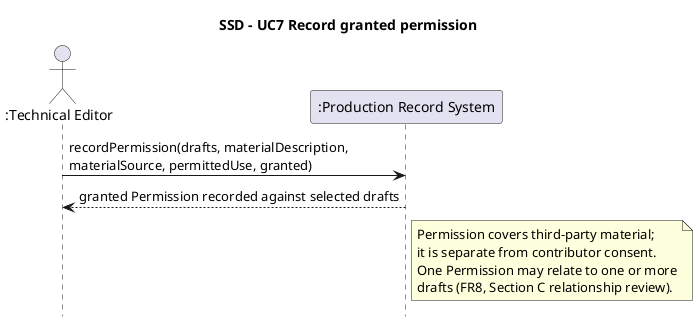 SSD - UC7 Record granted permission
:Technical Editor
:Production Record System
recordPermission(drafts, materialDescription,
materialSource, permittedUse, granted)
granted Permission recorded against selected drafts
Permission covers third-party material;
it is separate from contributor consent.
One Permission may relate to one or more
drafts (FR8, Section C relationship review).